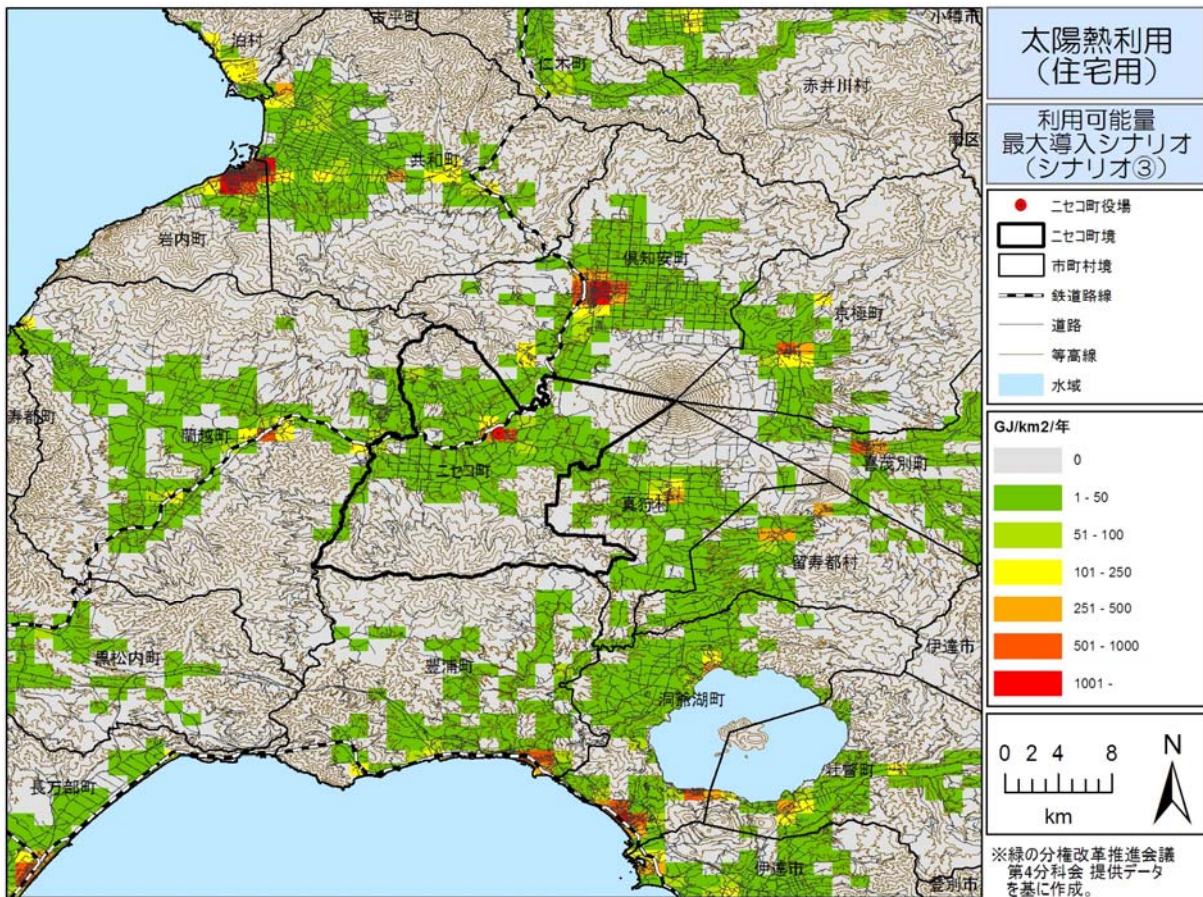 太陽熱利用
（住宅用）
利用可能量
最大導入シナリオ
（シナリオ③）
ニセコ町役場
ニセコ町境
市町村境
鉄道路線
道路
等高線
水域
GJ/km2/年
0
1 - 50
51 - 100
101 - 250
251 - 500
501 - 1000
1001 -
0 2 4 8
km
N
※緑の分権改革推進会議
第4分科会 提供データ
を基に作成。
古平町
小樽市
泊村
仁木町
赤井川村
南区
共和町
岩内町
倶知安町
京極町
寿都町
蘭越町
ニセコ町
喜茂別町
真狩村
留寿都村
伊達市
黒松内町
豊浦町
洞爺湖町
長万部町
壮瞥町
伊達市
登別市